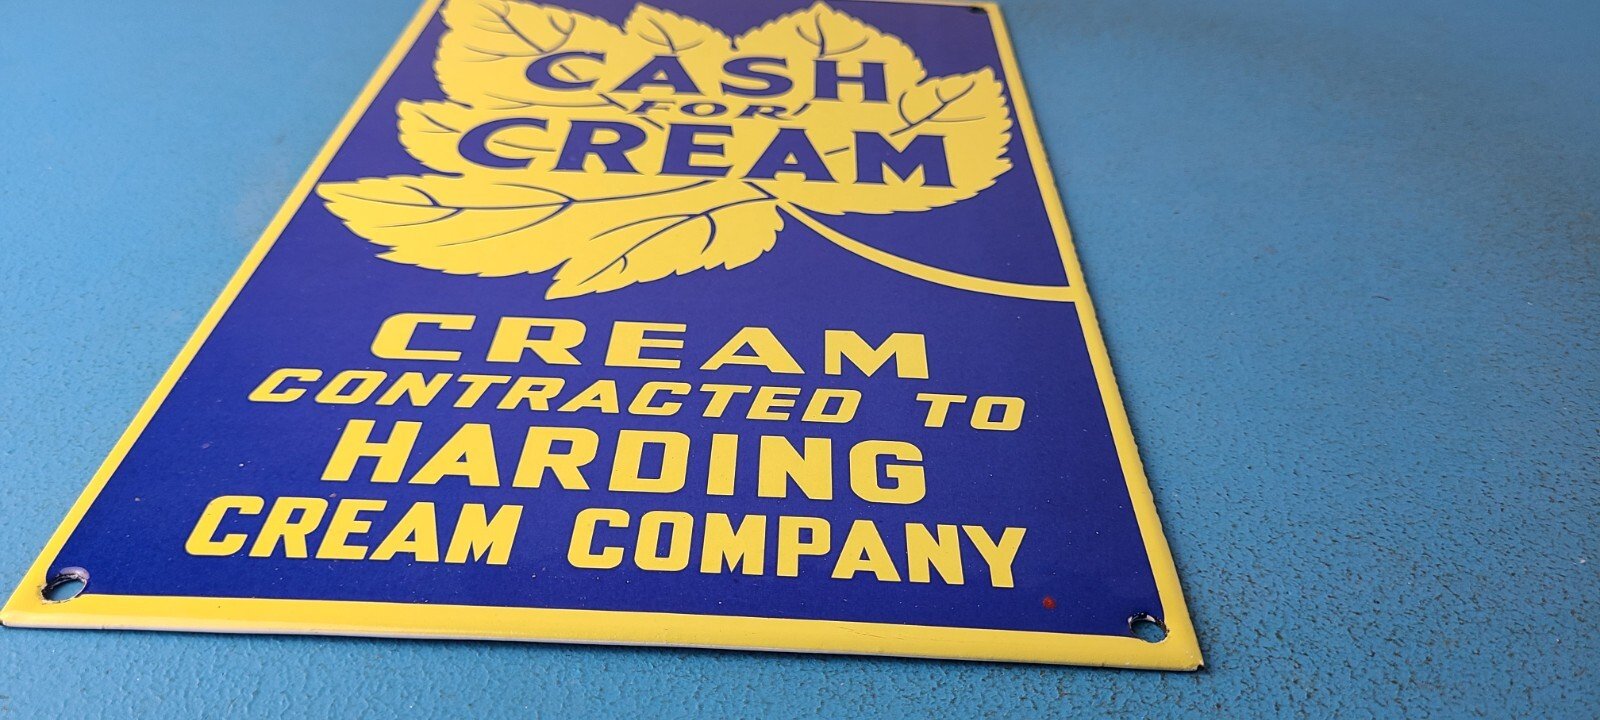 CASH
FOR
CREAM
CREAM
CONTRACTED TO
HARDING
CREAM COMPANY